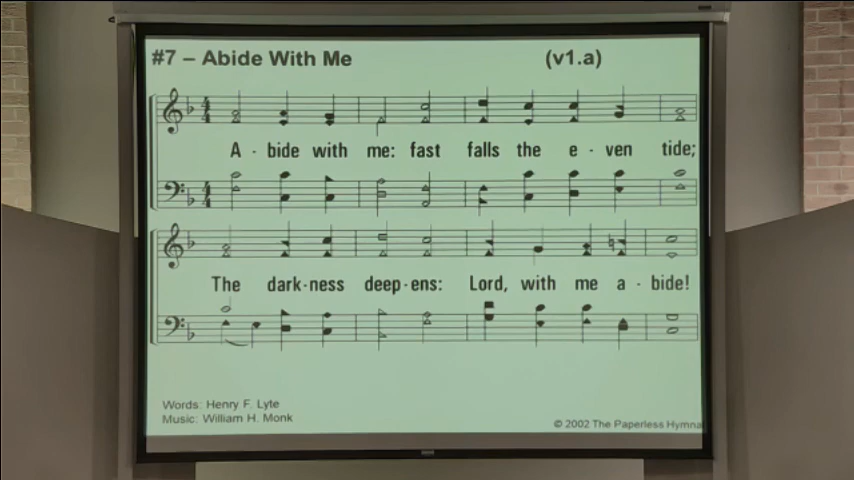 #7 – Abide With Me (v1.a)
A - bide with me: fast falls the e - ven tide;
The dark-ness deep-ens: Lord, with me a - bide!
Words: Henry F. Lyte
Music: William H. Monk
© 2002 The Paperless Hymna